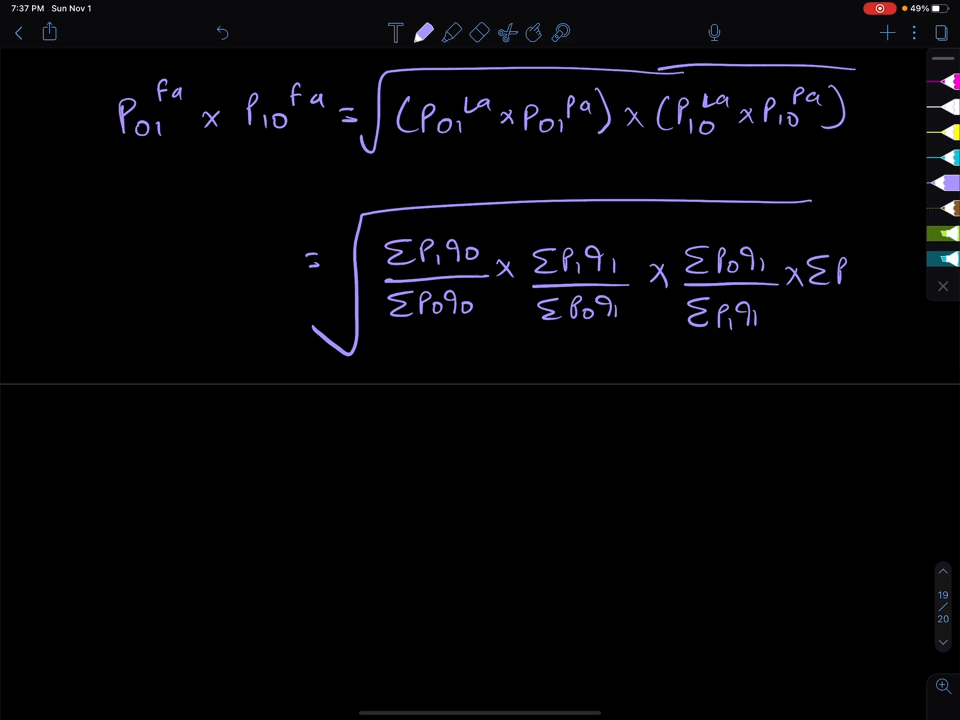 7:37 PM Sun Nov 1 49%
P₀₁^fa × P₁₀^fa = √((P₀₁^La × P₀₁^Pa) × (P₁₀^La × P₁₀^Pa))
= √(ΣP₁q₀/ΣP₀q₀ × ΣP₁q₁/ΣP₀q₁ × ΣP₀q₁/ΣP₁q₁ × ΣP
19
/
20